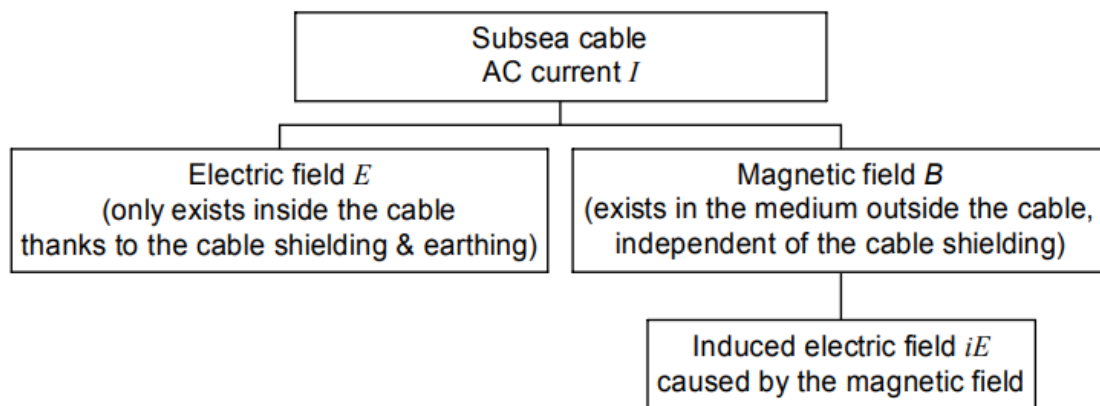 Subsea cable
AC current I
Electric field E
(only exists inside the cable
thanks to the cable shielding & earthing)
Magnetic field B
(exists in the medium outside the cable,
independent of the cable shielding)
Induced electric field iE
caused by the magnetic field